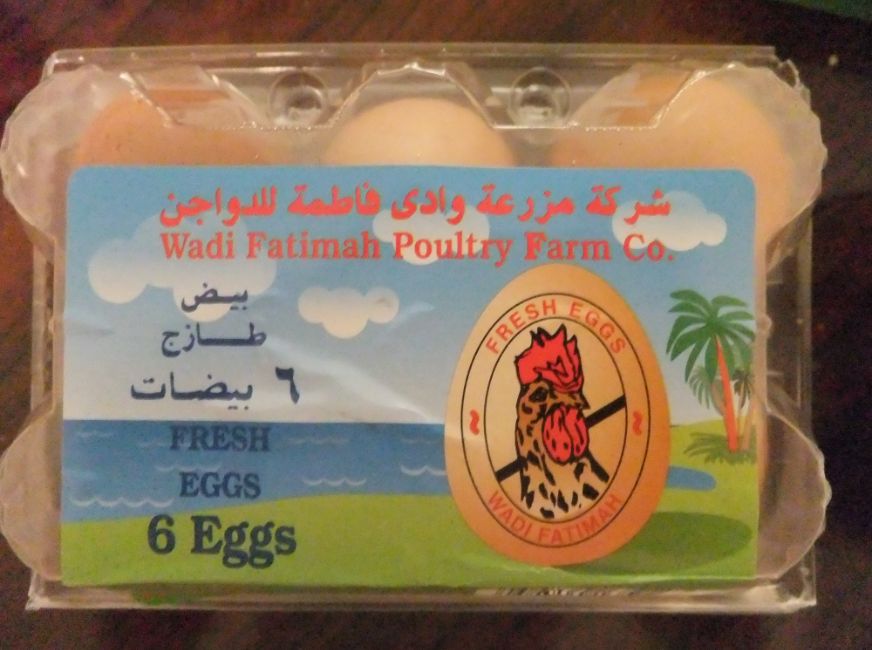 شركة مزرعة وادى فاطمة للدواجن
Wadi Fatimah Poultry Farm Co.
بيض
طازج
٦ بيضات
FRESH
EGGS
6 Eggs
FRESH EGGS
WADI FATIMAH